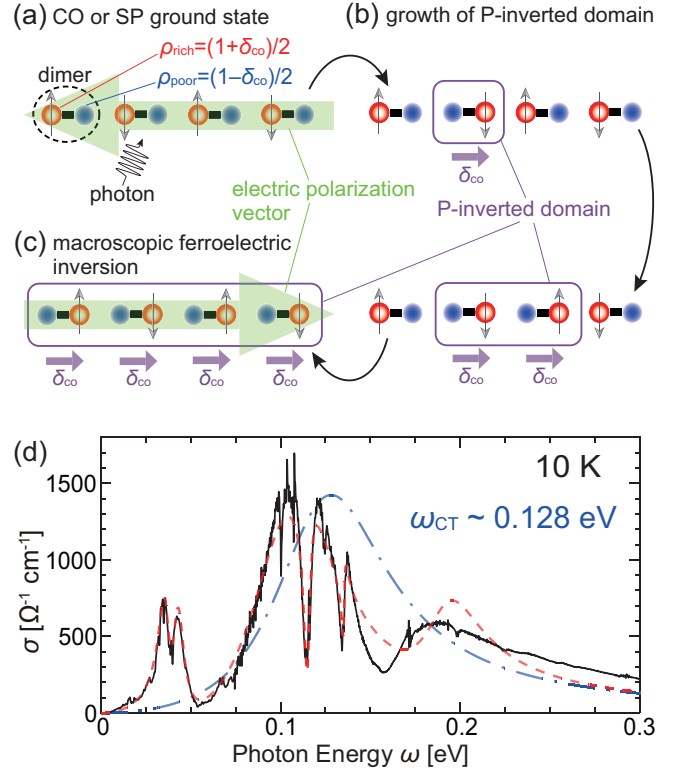 (a) CO or SP ground state
ρrich=(1+δco)/2
dimer
ρpoor=(1–δco)/2
photon
(b) growth of P-inverted domain
δco
electric polarization
vector
P-inverted domain
(c) macroscopic ferroelectric
inversion
δco δco δco δco
δco δco
(d)
10 K
ωCT ~ 0.128 eV
σ [Ω⁻¹ cm⁻¹]
1500
1000
500
0
0 0.1 0.2 0.3
Photon Energy ω [eV]